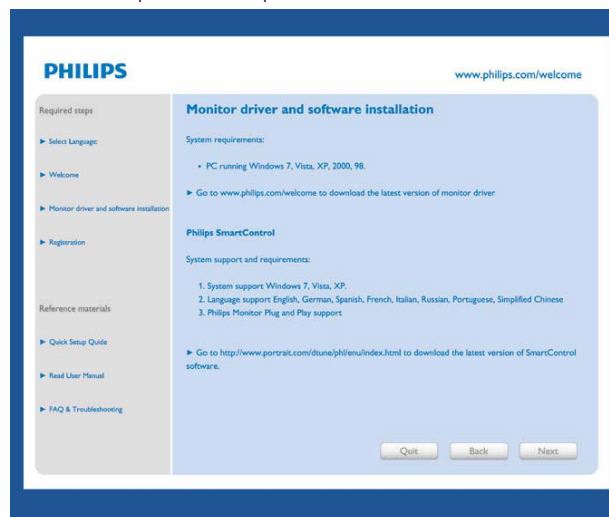 PHILIPS
www.philips.com/welcome
Required steps
▶ Select Language:
▶ Welcome
▶ Monitor driver and software installation
▶ Registration
Reference materials
▶ Quick Setup Guide
▶ Read User Manual
▶ FAQ & Troubleshooting
Monitor driver and software installation
System requirements:
• PC running Windows 7, Vista, XP, 2000, 98.
▶ Go to www.philips.com/welcome to download the latest version of monitor driver
Philips SmartControl
System support and requirements:
1. System support Windows 7, Vista, XP.
2. Language support English, German, Spanish, French, Italian, Russian, Portuguese, Simplified Chinese
3. Philips Monitor Plug and Play support
▶ Go to http://www.portrait.com/dtune/phl/enu/index.html to download the latest version of SmartControl
software.
Quit
Back
Next